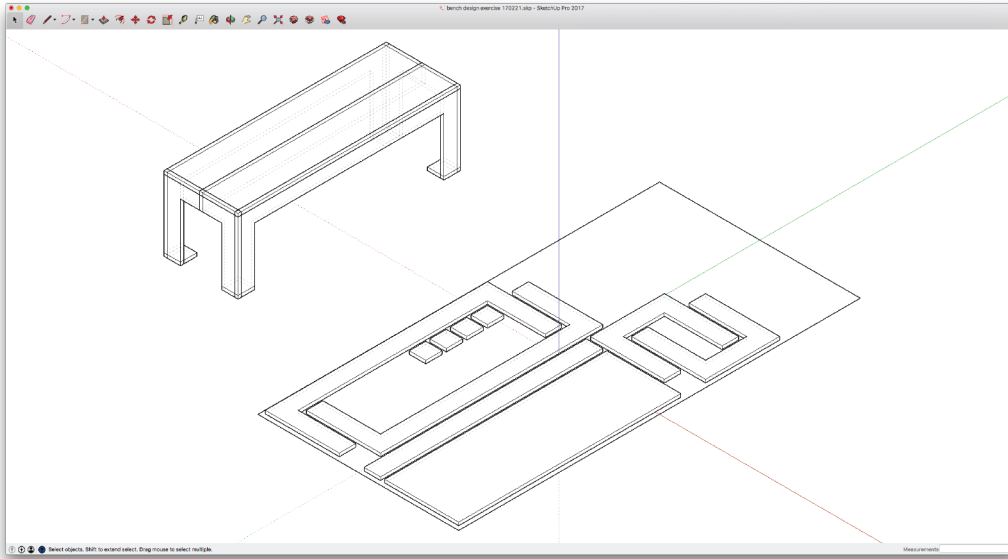 bench design exercise 170221.skp - SketchUp Pro 2017
Select objects. Shift to extend select. Drag mouse to select multiple.
Measurements